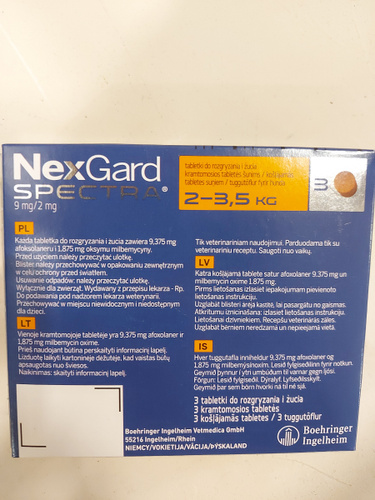 NexGard
SPECTRA®
9 mg/2 mg
tabletki do rozgryzania i żucia
kramtomosios tabletės šunims / košļājamās
tabletes suņiem / tuggutöflur fyrir hunda
2–3,5 KG
3
PL
Każda tabletka do rozgryzania i żucia zawiera 9,375 mg
afoksolaneru i 1,875 mg oksymu milbemycyny.
Przed użyciem należy przeczytać ulotkę.
Blister należy przechowywać w opakowaniu zewnętrznym
w celu ochrony przed światłem.
Usuwanie odpadów: należy przeczytać ulotkę.
Wyłącznie dla zwierząt. Wydawany z przepisu lekarza - Rp.
Do podawania pod nadzorem lekarza weterynarii.
Przechowywać w miejscu niewidocznym i niedostępnym
dla dzieci.
LT
Vienoje kramtomojoje tabletėje yra 9,375 mg afoksolanero ir
1,875 mg milbemicino oksimo.
Prieš naudojant būtina perskaityti informacinį lapelį.
Lizduotę laikyti kartoninėje dėžutėje, kad vaistas būtų
apsaugotas nuo šviesos.
Naikinimas: skaityti informacinį lapelį.
Tik veterinariniam naudojimui. Parduodama tik su
veterinariniu receptu. Saugoti nuo vaikų.
LV
Katra košļājamā tablete satur afoksolaner 9,375 mg un
milbemycin oxime 1,875 mg.
Pirms lietošanas izlasiet iepakojumam pievienoto
lietošanas instrukciju.
Uzglabāt blisteri ārējā kastītē, lai pasargātu no gaismas.
Atkritumu iznīcināšana: izlasiet lietošanas instrukciju.
Lietošanai dzīvniekiem. Recepšu veterinārās zāles.
Uzglabāt bērniem neredzamā un nepieejamā vietā.
IS
Hver tuggutafla inniheldur 9,375 mg afoxolaner og
1,875 mg milbemysinoxim. Lesið fylgiseðilinn fyrir notkun.
Geymið þynnur í ytri umbúðum til varnar gegn ljósi.
Förgun: Lesið fylgiseðil. Dýralyf. Lyfseðilsskylt.
Geymið þar sem börn hvorki ná til né sjá.
3 tabletki do rozgryzania i żucia
3 kramtomosios tabletės
3 košļājamās tabletes / 3 tuggutöflur
Boehringer Ingelheim Vetmedica GmbH
55216 Ingelheim/Rhein
NIEMCY/VOKIETIJA/VĀCIJA/ÞÝSKALAND
Boehringer
Ingelheim